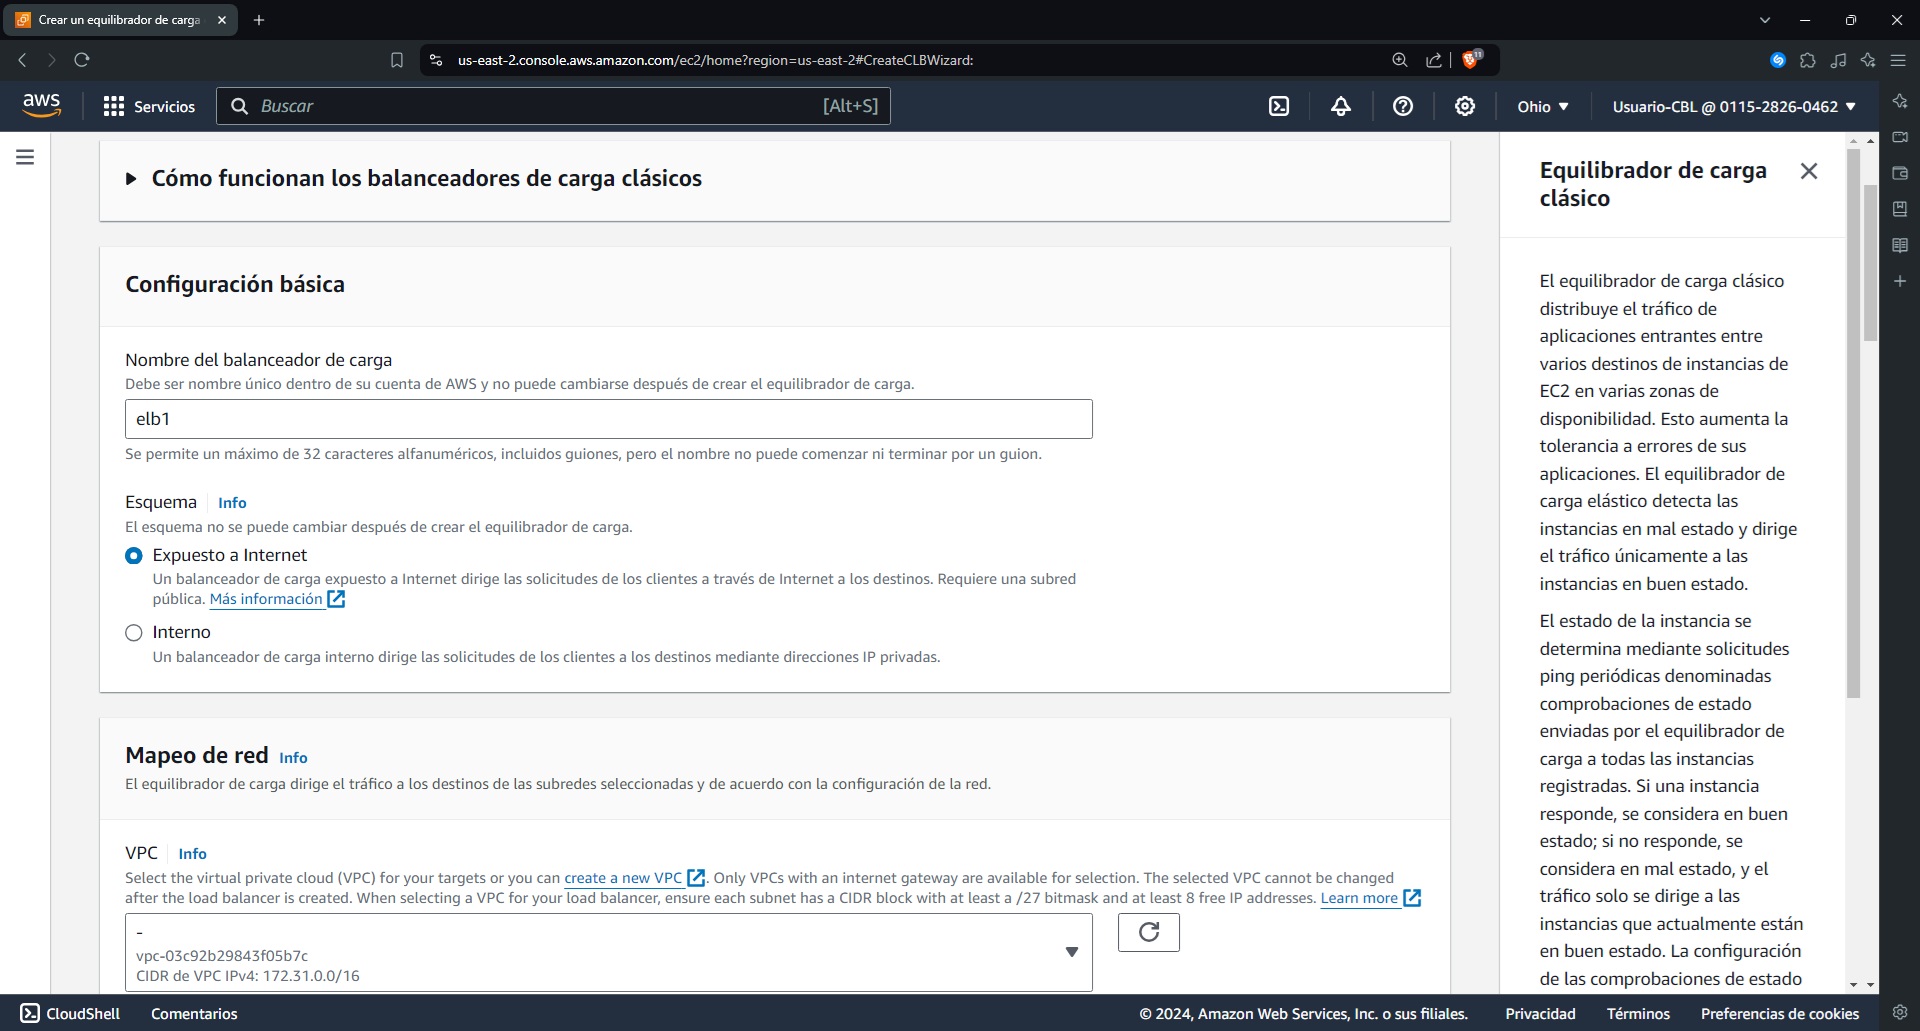 Crear un equilibrador de carga
us-east-2.console.aws.amazon.com/ec2/home?region=us-east-2#CreateCLBWizard:
11
aws
Servicios
Buscar
[Alt+S]
Ohio
Usuario-CBL @ 0115-2826-0462
Cómo funcionan los balanceadores de carga clásicos
Configuración básica
Nombre del balanceador de carga
Debe ser nombre único dentro de su cuenta de AWS y no puede cambiarse después de crear el equilibrador de carga.
elb1
Se permite un máximo de 32 caracteres alfanuméricos, incluidos guiones, pero el nombre no puede comenzar ni terminar por un guion.
Esquema Info
El esquema no se puede cambiar después de crear el equilibrador de carga.
Expuesto a Internet
Un balanceador de carga expuesto a Internet dirige las solicitudes de los clientes a través de Internet a los destinos. Requiere una subred
pública. Más información
Interno
Un balanceador de carga interno dirige las solicitudes de los clientes a los destinos mediante direcciones IP privadas.
Mapeo de red Info
El equilibrador de carga dirige el tráfico a los destinos de las subredes seleccionadas y de acuerdo con la configuración de la red.
VPC Info
Select the virtual private cloud (VPC) for your targets or you can create a new VPC. Only VPCs with an internet gateway are available for selection. The selected VPC cannot be changed
after the load balancer is created. When selecting a VPC for your load balancer, ensure each subnet has a CIDR block with at least a /27 bitmask and at least 8 free IP addresses. Learn more
-
vpc-03c92b29843f05b7c
CIDR de VPC IPv4: 172.31.0.0/16
Equilibrador de carga
clásico
El equilibrador de carga clásico
distribuye el tráfico de
aplicaciones entrantes entre
varios destinos de instancias de
EC2 en varias zonas de
disponibilidad. Esto aumenta la
tolerancia a errores de sus
aplicaciones. El equilibrador de
carga elástico detecta las
instancias en mal estado y dirige
el tráfico únicamente a las
instancias en buen estado.
El estado de la instancia se
determina mediante solicitudes
ping periódicas denominadas
comprobaciones de estado
enviadas por el equilibrador de
carga a todas las instancias
registradas. Si una instancia
responde, se considera en buen
estado; si no responde, se
considera en mal estado, y el
tráfico solo se dirige a las
instancias que actualmente están
en buen estado. La configuración
de las comprobaciones de estado
CloudShell
Comentarios
© 2024, Amazon Web Services, Inc. o sus filiales.
Privacidad
Términos
Preferencias de cookies